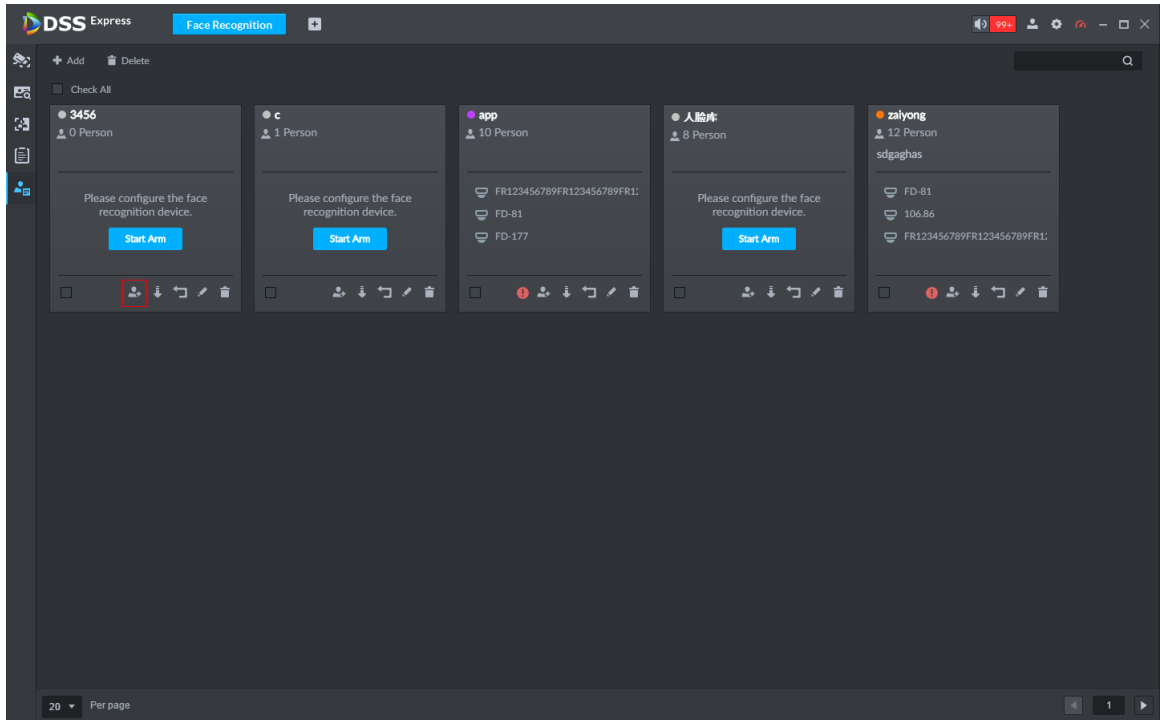 DSS Express
Face Recognition
99+
Add
Delete
Check All
3456
0 Person
Please configure the face
recognition device.
Start Arm
c
1 Person
Please configure the face
recognition device.
Start Arm
app
10 Person
FR123456789FR123456789FR1:
FD-81
FD-177
人脸库
8 Person
Please configure the face
recognition device.
Start Arm
zaiyong
12 Person
sdgaghas
FD-81
106.86
FR123456789FR123456789FR1:
20
Per page
1